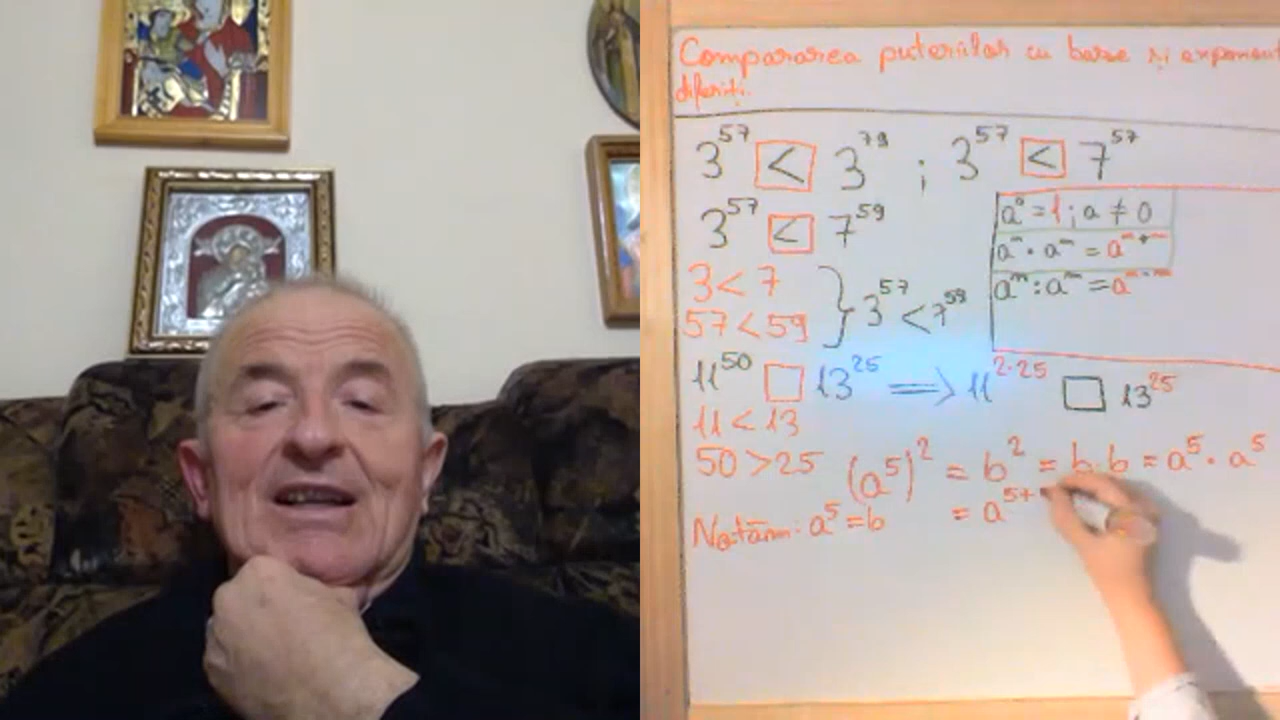 Compararea puterilor cu baze și exponenț
diferiți.
3^57 < 3^79 ; 3^57 < 7^57
3^57 < 7^59
3 < 7
57 < 59
} 3^57 < 7^59
a^0 = 1 ; a ≠ 0
a^m · a^n = a^m+n
a^m : a^n = a^m-n
11^50 □ 13^25 ⟹ 11^2·25 □ 13^25
11 < 13
50 > 25
(a^5)^2 = b^2 = b·b = a^5 · a^5
Notăm: a^5 = b = a^5+